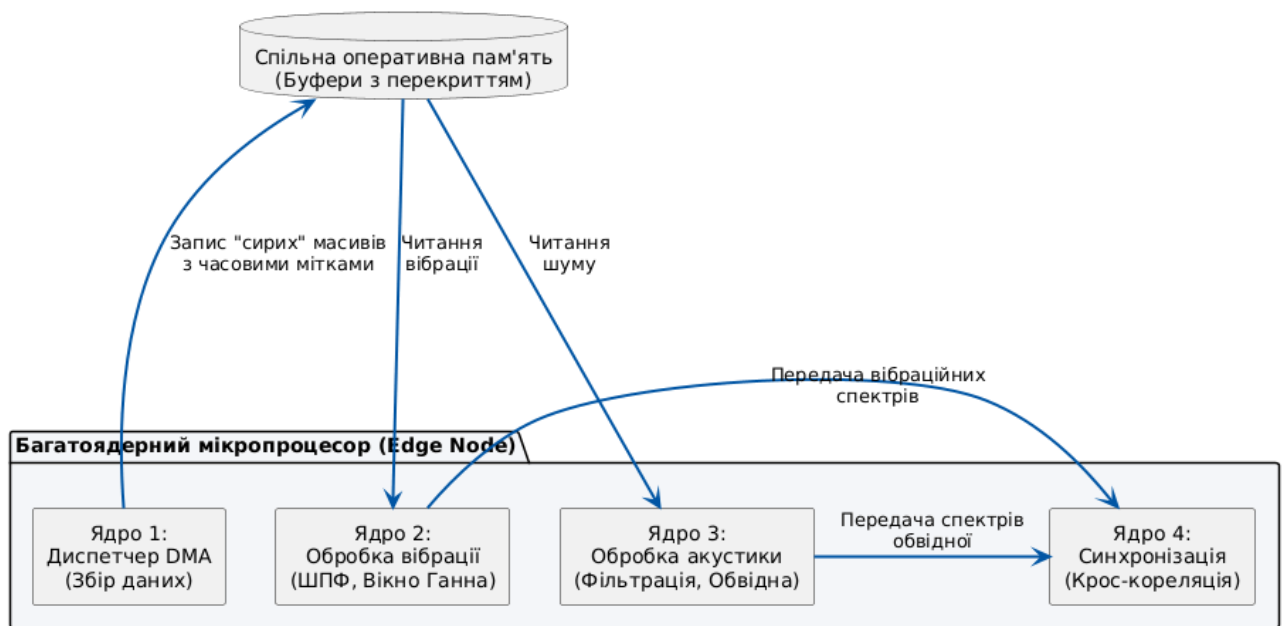 Спільна оперативна пам'ять
(Буфери з перекриттям)
Запис "сирих" масивів
з часовими мітками
Читання
вібрації
Читання
шуму
Передача вібраційних
спектрів
Багатоядерний мікропроцесор (Edge Node)
Ядро 1:
Диспетчер DMA
(Збір даних)
Ядро 2:
Обробка вібрації
(ШПФ, Вікно Ганна)
Ядро 3:
Обробка акустики
(Фільтрація, Обвідна)
Передача спектрів
обвідної
Ядро 4:
Синхронізація
(Крос-кореляція)